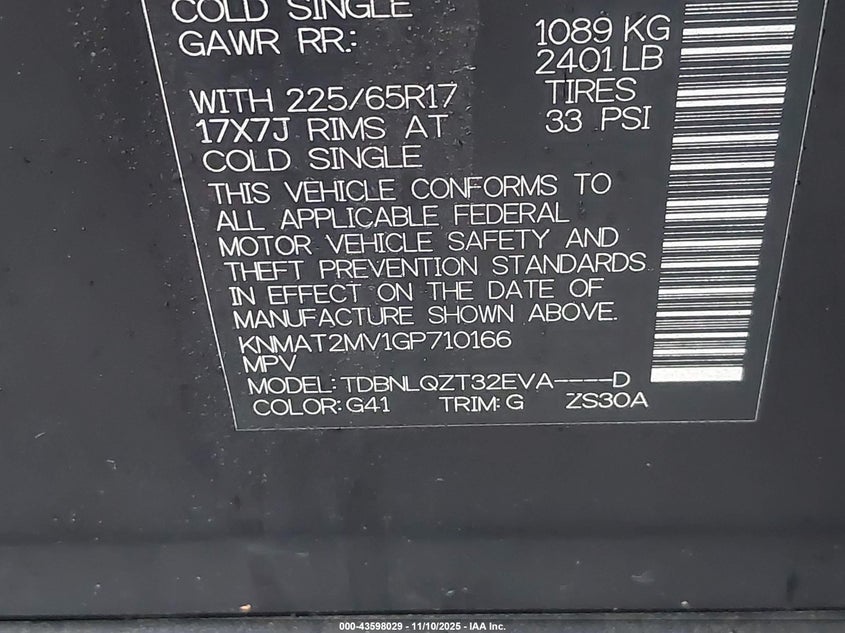 COLD SINGLE
GAWR RR.: 1089 KG
2401 LB
WITH 225/65R17 TIRES
17X7J RIMS AT 33 PSI
COLD SINGLE
THIS VEHICLE CONFORMS TO
ALL APPLICABLE FEDERAL
MOTOR VEHICLE SAFETY AND
THEFT PREVENTION STANDARDS
IN EFFECT ON THE DATE OF
MANUFACTURE SHOWN ABOVE.
KNMAT2MV1GP710166
MPV
MODEL: TDBNLQZT32EVA----D
COLOR: G41 TRIM: G ZS30A
000-43598029 - 11/10/2025 - IAA Inc.